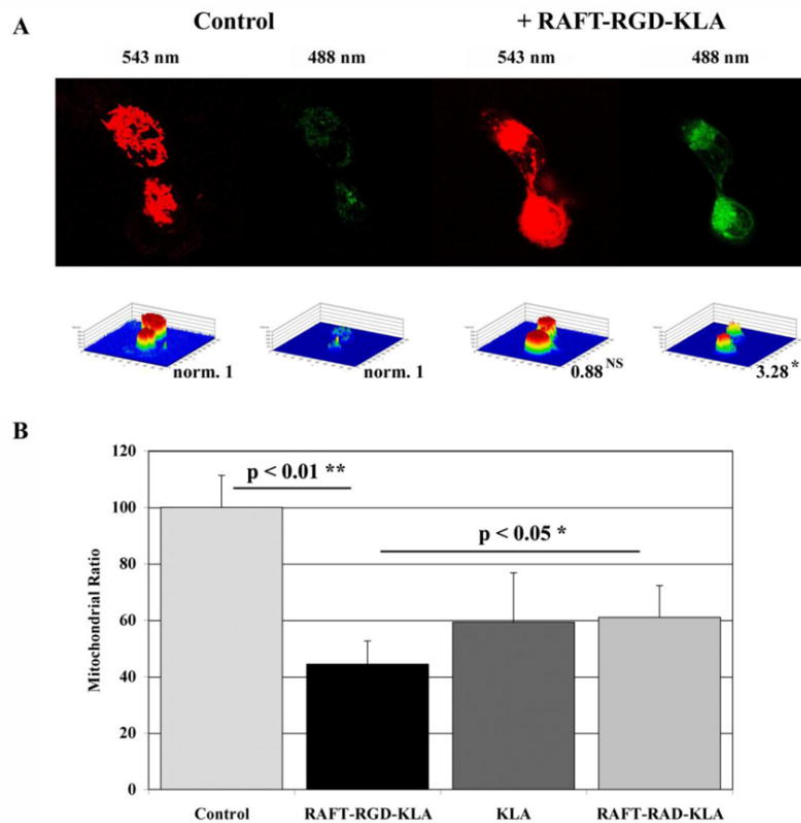 A
Control + RAFT-RGD-KLA
543 nm 488 nm 543 nm 488 nm
norm. 1 norm. 1 0.88 NS 3.28 *
B
120
p < 0.01 **
100
p < 0.05 *
80
60
40
20
0
Mitochondrial Ratio
Control RAFT-RGD-KLA KLA RAFT-RAD-KLA